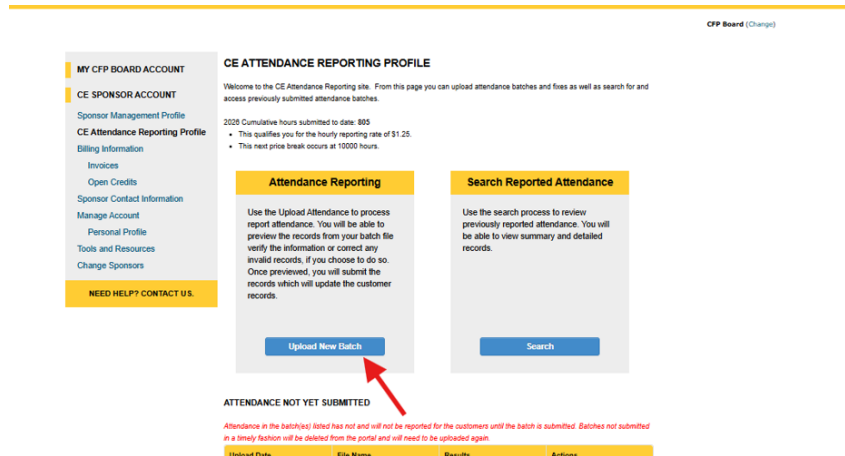 CFP Board (Change)
MY CFP BOARD ACCOUNT
CE SPONSOR ACCOUNT
Sponsor Management Profile
CE Attendance Reporting Profile
Billing Information
Invoices
Open Credits
Sponsor Contact Information
Manage Account
Personal Profile
Tools and Resources
Change Sponsors
NEED HELP? CONTACT US.
CE ATTENDANCE REPORTING PROFILE
Welcome to the CE Attendance Reporting site. From this page you can upload attendance batches and fixes as well as search for and
access previously submitted attendance batches.
2026 Cumulative hours submitted to date: 805
• This qualifies you for the hourly reporting rate of $1.25.
• This next price break occurs at 10000 hours.
Attendance Reporting
Use the Upload Attendance to process
report attendance. You will be able to
preview the records from your batch file
verify the information or correct any
invalid records, if you choose to do so.
Once previewed, you will submit the
records which will update the customer
records.
Upload New Batch
Search Reported Attendance
Use the search process to review
previously reported attendance. You will
be able to view summary and detailed
records.
Search
ATTENDANCE NOT YET SUBMITTED
Attendance in the batch(es) listed has not and will not be reported for the customers until the batch is submitted. Batches not submitted
in a timely fashion will be deleted from the portal and will need to be uploaded again.
Upload Date File Name Results Actions